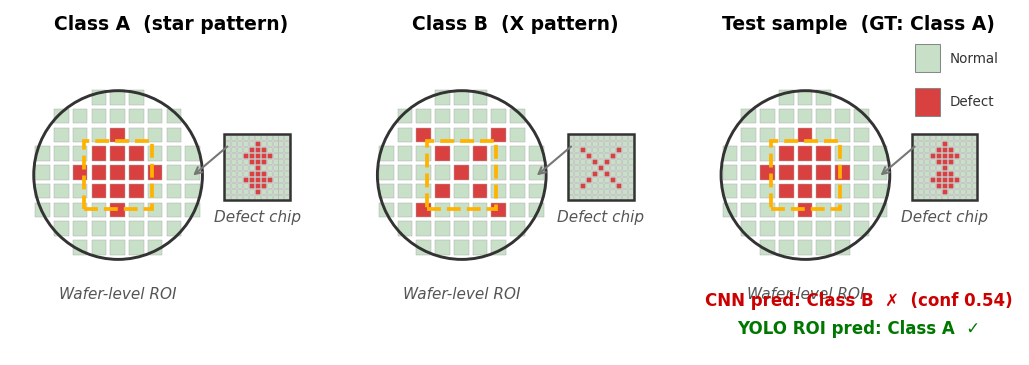 Class A  (star pattern)
Class B  (X pattern)
Test sample  (GT: Class A)
Normal
Defect
Defect chip
Defect chip
Defect chip
Wafer-level ROI
Wafer-level ROI
Wafer-level ROI
CNN pred: Class B ✗ (conf 0.54)
YOLO ROI pred: Class A ✓